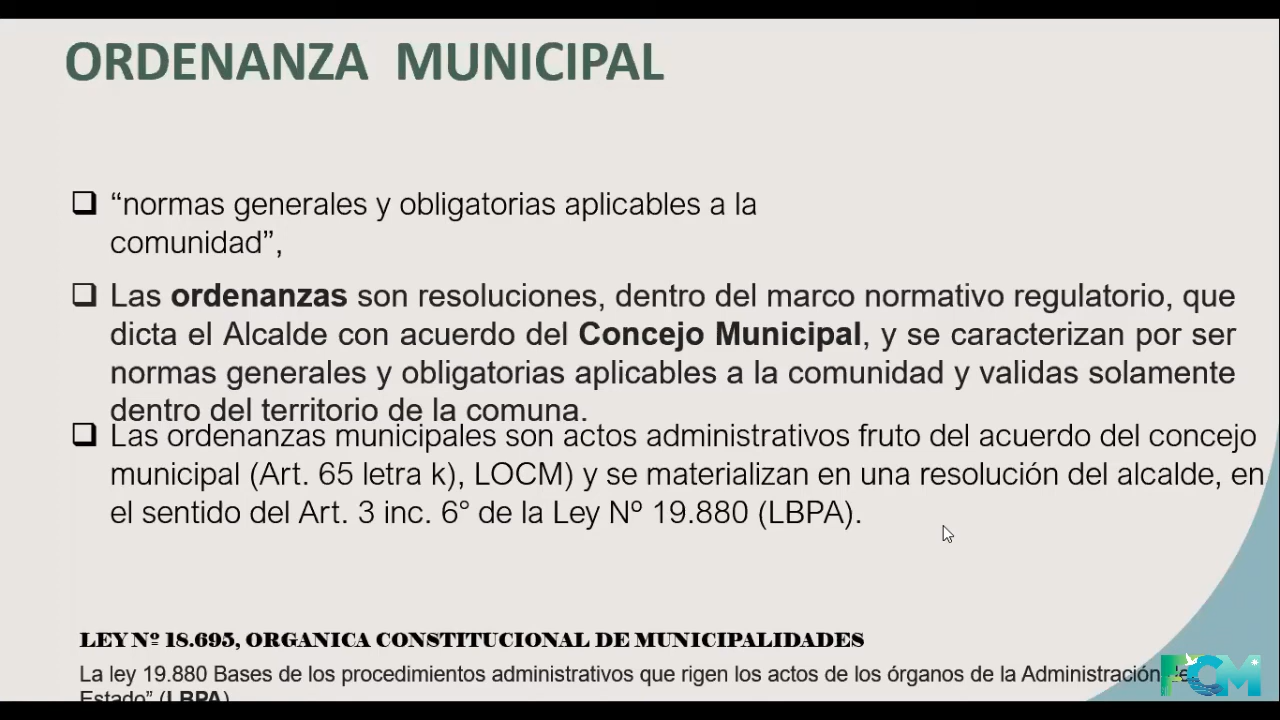 ORDENANZA MUNICIPAL
❑ “normas generales y obligatorias aplicables a la
comunidad”,
❑ Las ordenanzas son resoluciones, dentro del marco normativo regulatorio, que
dicta el Alcalde con acuerdo del Concejo Municipal, y se caracterizan por ser
normas generales y obligatorias aplicables a la comunidad y validas solamente
dentro del territorio de la comuna.
❑ Las ordenanzas municipales son actos administrativos fruto del acuerdo del concejo
municipal (Art. 65 letra k), LOCM) y se materializan en una resolución del alcalde, en
el sentido del Art. 3 inc. 6° de la Ley Nº 19.880 (LBPA).
LEY Nº 18.695, ORGANICA CONSTITUCIONAL DE MUNICIPALIDADES
La ley 19.880 Bases de los procedimientos administrativos que rigen los actos de los órganos de la Administración del
Estado” (LBPA)
FCM